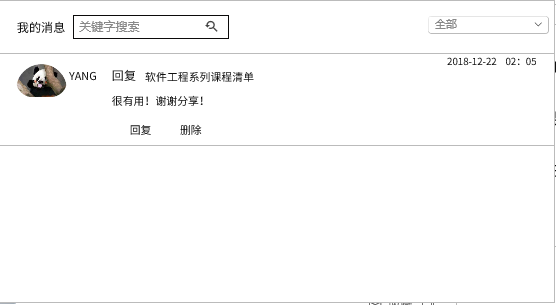 我的消息 关键字搜索 全部
2018-12-22 02：05
YANG 回复 软件工程系列课程清单
很有用！谢谢分享！
回复 删除